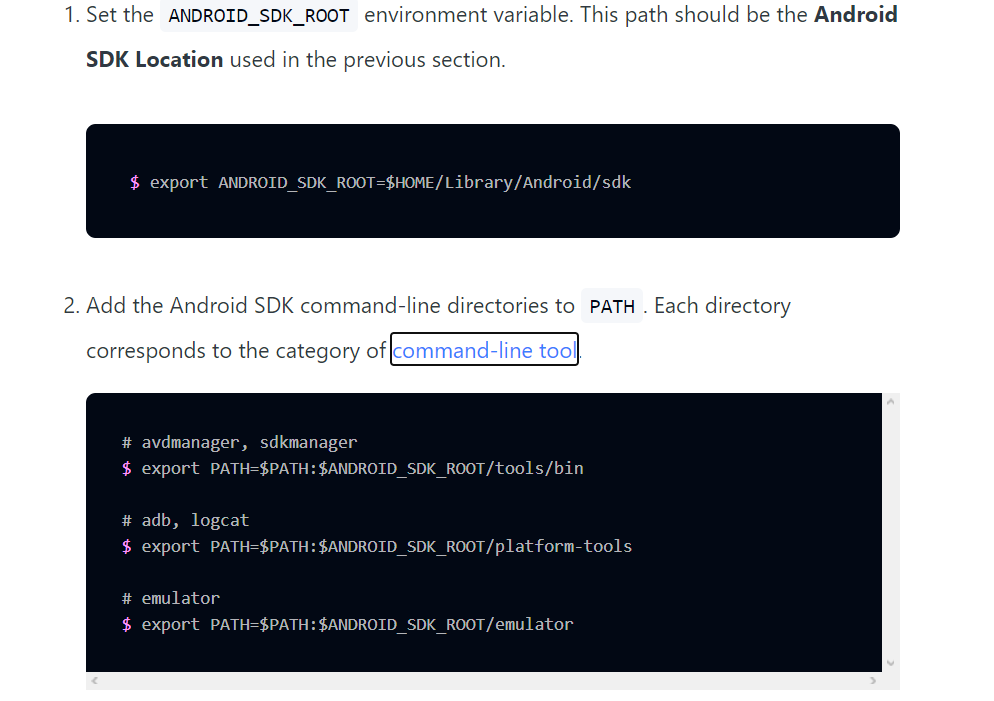 1. Set the ANDROID_SDK_ROOT environment variable. This path should be the Android
SDK Location used in the previous section.
$ export ANDROID_SDK_ROOT=$HOME/Library/Android/sdk
2. Add the Android SDK command-line directories to PATH. Each directory
corresponds to the category of command-line tool.
# avdmanager, sdkmanager
$ export PATH=$PATH:$ANDROID_SDK_ROOT/tools/bin
# adb, logcat
$ export PATH=$PATH:$ANDROID_SDK_ROOT/platform-tools
# emulator
$ export PATH=$PATH:$ANDROID_SDK_ROOT/emulator